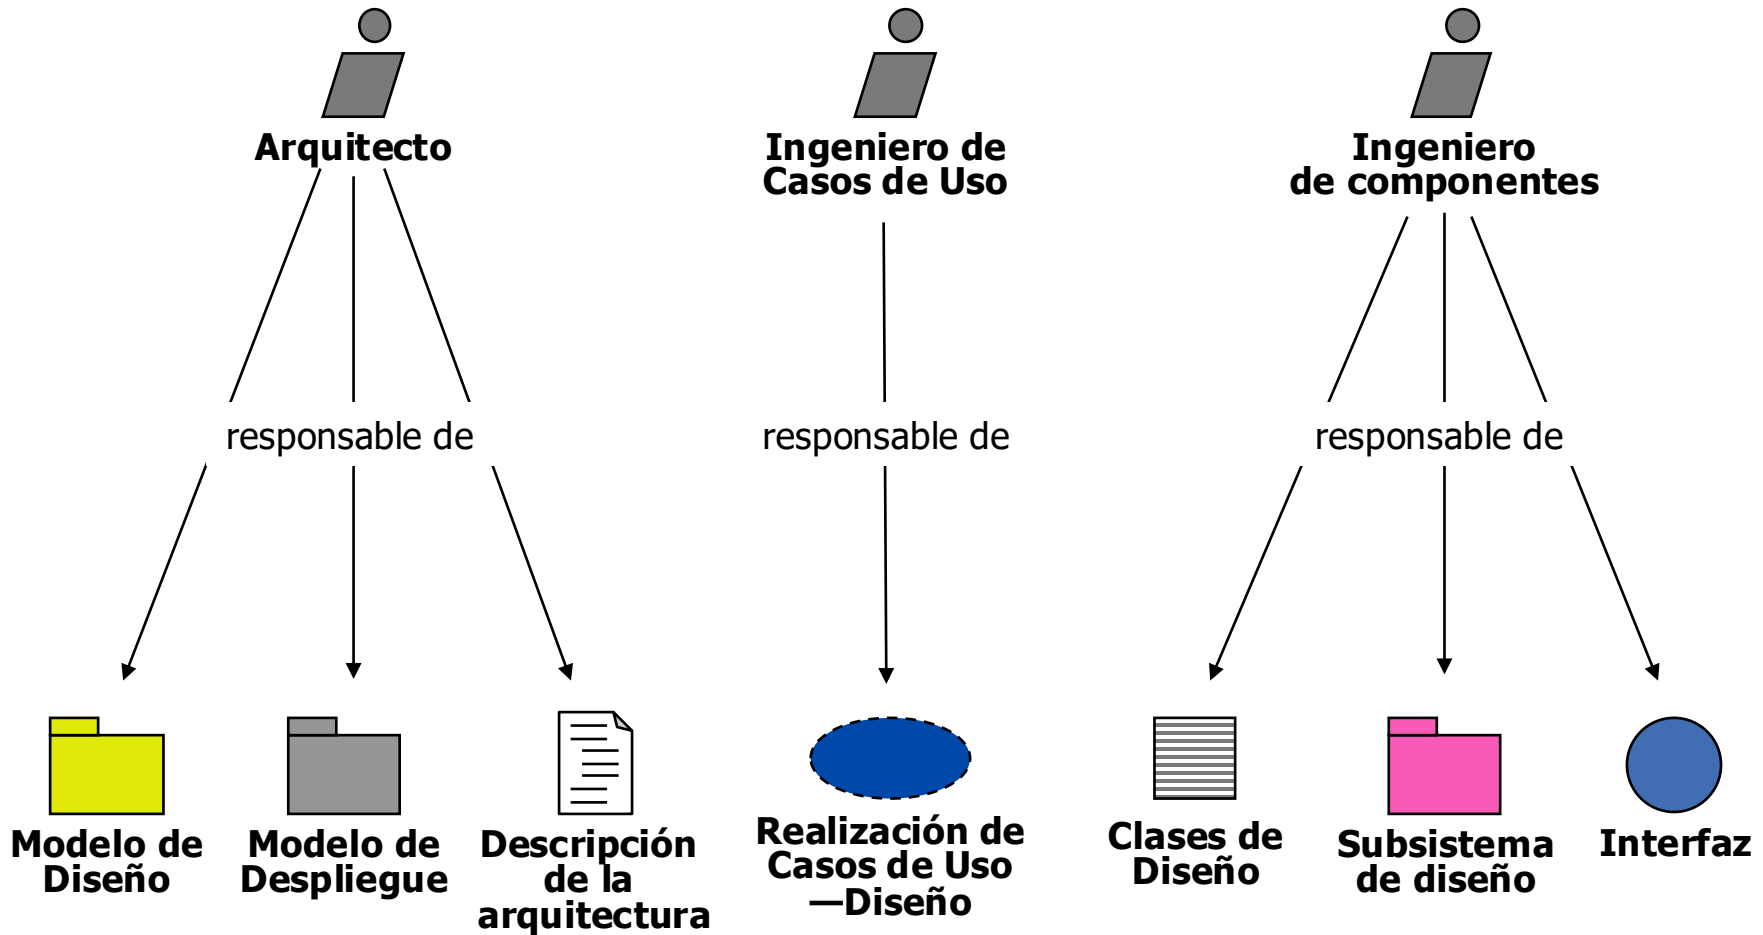 Arquitecto
Ingeniero de
Casos de Uso
Ingeniero
de componentes
responsable de
responsable de
responsable de
Modelo de
Diseño
Modelo de
Despliegue
Descripción
de la
arquitectura
Realización de
Casos de Uso
—Diseño
Clases de
Diseño
Subsistema
de diseño
Interfaz